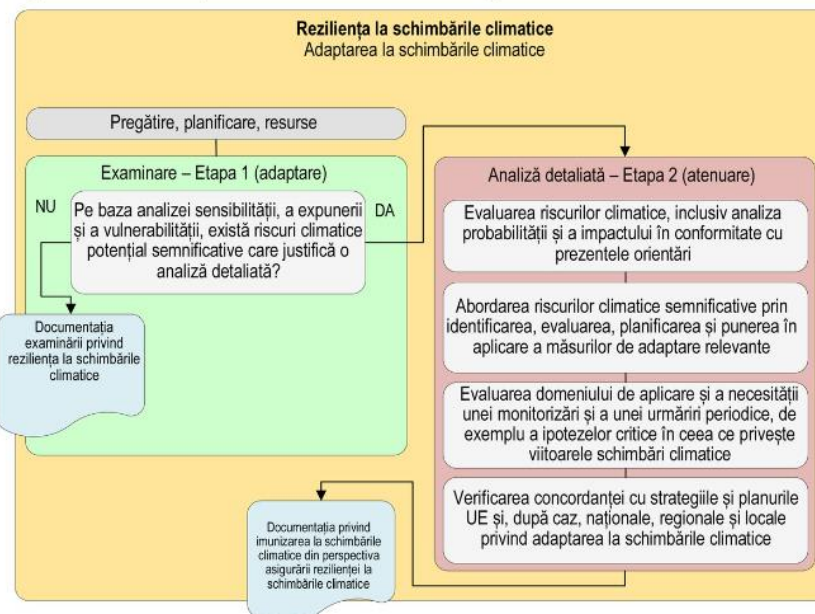 Reziliența la schimbările climatice
Adaptarea la schimbările climatice
Pregătire, planificare, resurse
Examinare – Etapa 1 (adaptare)
NU
Pe baza analizei sensibilității, a expunerii
și a vulnerabilității, există riscuri climatice
potențial semnificative care justifică o
analiză detaliată?
DA
Documentația
examinării privind
reziliența la schimbările
climatice
Analiză detaliată – Etapa 2 (atenuare)
Evaluarea riscurilor climatice, inclusiv analiza
probabilității și a impactului în conformitate cu
prezentele orientări
Abordarea riscurilor climatice semnificative prin
identificarea, evaluarea, planificarea și punerea în
aplicare a măsurilor de adaptare relevante
Evaluarea domeniului de aplicare și a necesității
unei monitorizări și a unei urmăriri periodice, de
exemplu a ipotezelor critice în ceea ce privește
viitoarele schimbări climatice
Verificarea concordanței cu strategiile și planurile
UE și, după caz, naționale, regionale și locale
privind adaptarea la schimbările climatice
Documentația privind
imunizarea la schimbările
climatice din perspectiva
asigurării rezilienței la
schimbările climatice